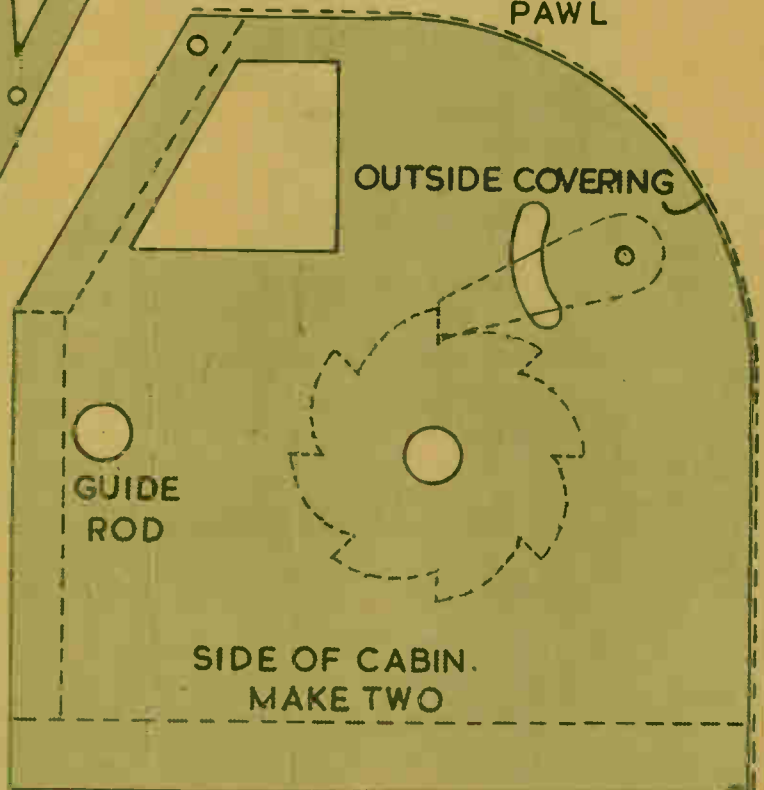 PAWL
OUTSIDE COVERING
GUIDE
ROD
SIDE OF CABIN.
MAKE TWO